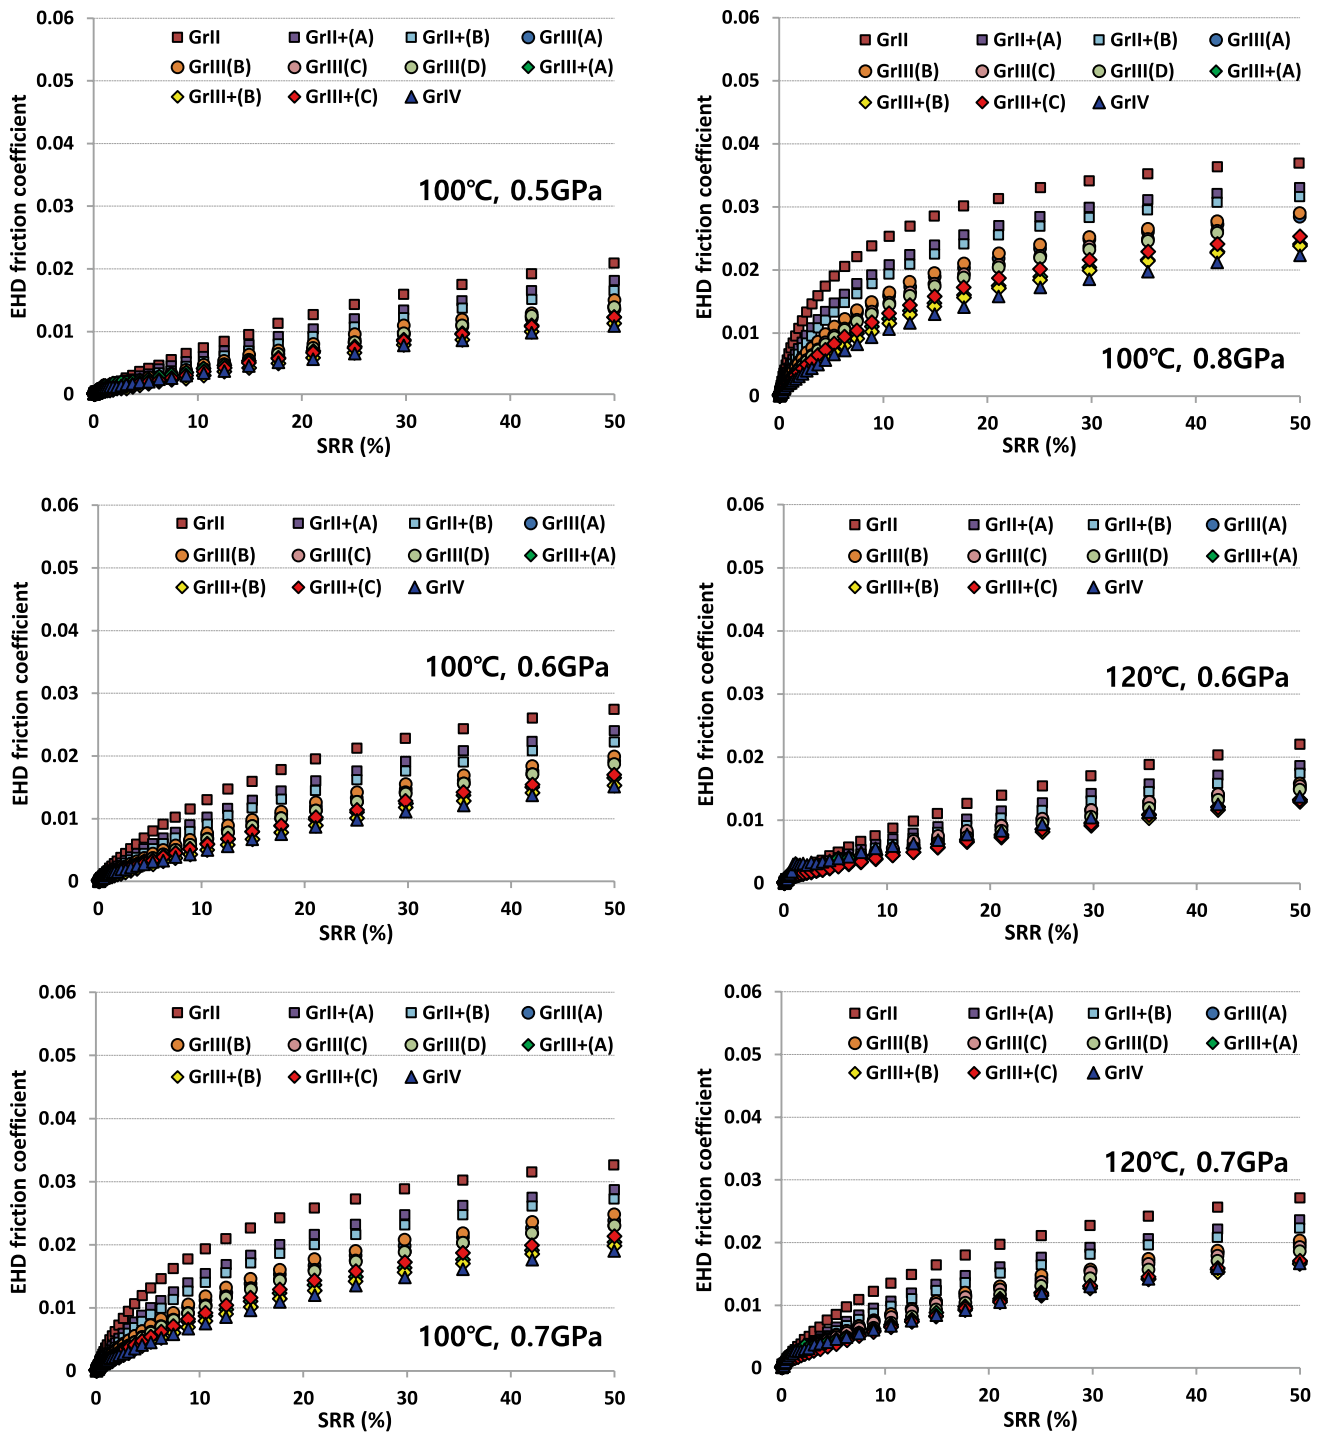 0.06
0.05
0.04
0.03
0.02
0.01
0
EHD friction coefficient
GrII GrII+(A) GrII+(B) GrIII(A)
GrIII(B) GrIII(C) GrIII(D) GrIII+(A)
GrIII+(B) GrIII+(C) GrIV
100℃, 0.5GPa
0 10 20 30 40 50
SRR (%)
0.06
0.05
0.04
0.03
0.02
0.01
0
EHD friction coefficient
GrII GrII+(A) GrII+(B) GrIII(A)
GrIII(B) GrIII(C) GrIII(D) GrIII+(A)
GrIII+(B) GrIII+(C) GrIV
100℃, 0.8GPa
0 10 20 30 40 50
SRR (%)
0.06
0.05
0.04
0.03
0.02
0.01
0
EHD friction coefficient
GrII GrII+(A) GrII+(B) GrIII(A)
GrIII(B) GrIII(C) GrIII(D) GrIII+(A)
GrIII+(B) GrIII+(C) GrIV
100℃, 0.6GPa
0 10 20 30 40 50
SRR (%)
0.06
0.05
0.04
0.03
0.02
0.01
0
EHD friction coefficient
GrII GrII+(A) GrII+(B) GrIII(A)
GrIII(B) GrIII(C) GrIII(D) GrIII+(A)
GrIII+(B) GrIII+(C) GrIV
120℃, 0.6GPa
0 10 20 30 40 50
SRR (%)
0.06
0.05
0.04
0.03
0.02
0.01
0
EHD friction coefficient
GrII GrII+(A) GrII+(B) GrIII(A)
GrIII(B) GrIII(C) GrIII(D) GrIII+(A)
GrIII+(B) GrIII+(C) GrIV
100℃, 0.7GPa
0 10 20 30 40 50
SRR (%)
0.06
0.05
0.04
0.03
0.02
0.01
0
EHD friction coefficient
GrII GrII+(A) GrII+(B) GrIII(A)
GrIII(B) GrIII(C) GrIII(D) GrIII+(A)
GrIII+(B) GrIII+(C) GrIV
120℃, 0.7GPa
0 10 20 30 40 50
SRR (%)